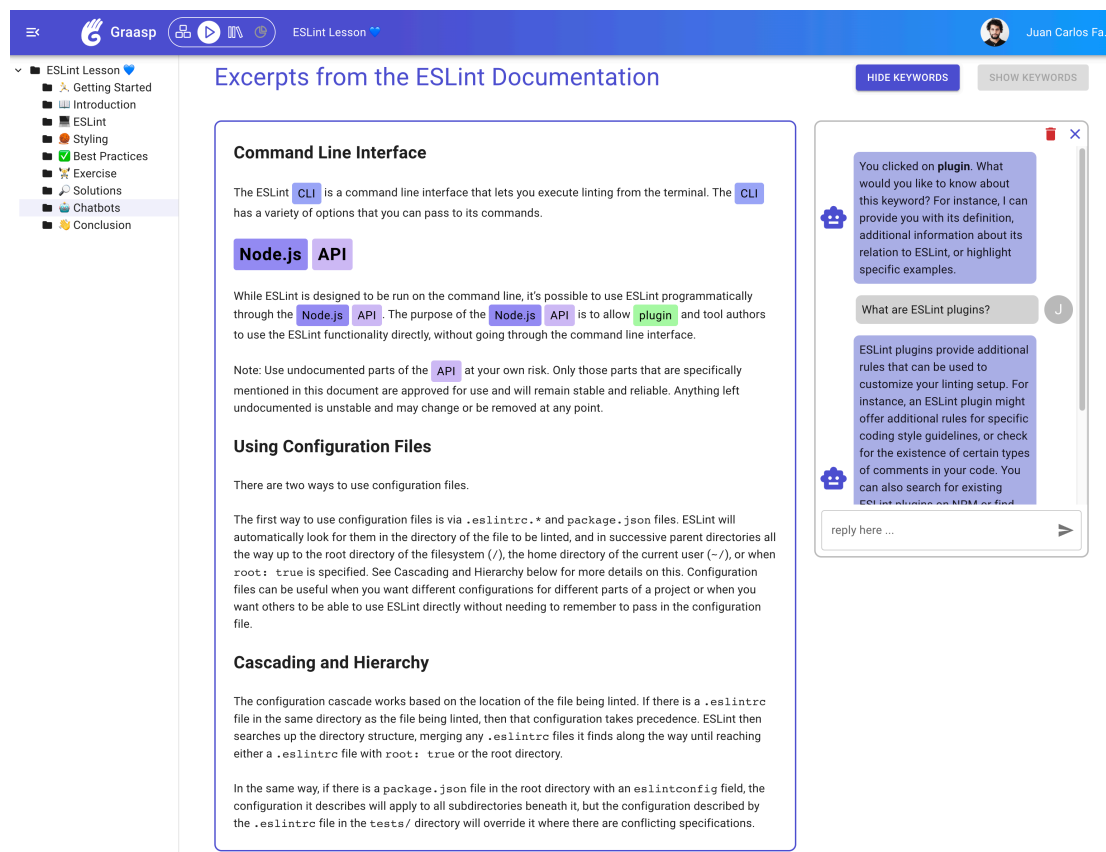 Graasp
ESLint Lesson 💙
Juan Carlos Fa.
ESLint Lesson 💙
Getting Started
Introduction
ESLint
Styling
Best Practices
Exercise
Solutions
Chatbots
Conclusion
Excerpts from the ESLint Documentation
HIDE KEYWORDS
SHOW KEYWORDS
Command Line Interface
The ESLint CLI is a command line interface that lets you execute linting from the terminal. The CLI
has a variety of options that you can pass to its commands.
Node.js API
While ESLint is designed to be run on the command line, it's possible to use ESLint programmatically
through the Node.js API . The purpose of the Node.js API is to allow plugin and tool authors
to use the ESLint functionality directly, without going through the command line interface.
Note: Use undocumented parts of the API at your own risk. Only those parts that are specifically
mentioned in this document are approved for use and will remain stable and reliable. Anything left
undocumented is unstable and may change or be removed at any point.
Using Configuration Files
There are two ways to use configuration files.
The first way to use configuration files is via .eslintrc.* and package.json files. ESLint will
automatically look for them in the directory of the file to be linted, and in successive parent directories all
the way up to the root directory of the filesystem (/), the home directory of the current user (~/), or when
root: true is specified. See Cascading and Hierarchy below for more details on this. Configuration
files can be useful when you want different configurations for different parts of a project or when you
want others to be able to use ESLint directly without needing to remember to pass in the configuration
file.
Cascading and Hierarchy
The configuration cascade works based on the location of the file being linted. If there is a .eslintrc
file in the same directory as the file being linted, then that configuration takes precedence. ESLint then
searches up the directory structure, merging any .eslintrc files it finds along the way until reaching
either a .eslintrc file with root: true or the root directory.
In the same way, if there is a package.json file in the root directory with an eslintconfig field, the
configuration it describes will apply to all subdirectories beneath it, but the configuration described by
the .eslintrc file in the tests/ directory will override it where there are conflicting specifications.
You clicked on plugin. What
would you like to know about
this keyword? For instance, I can
provide you with its definition,
additional information about its
relation to ESLint, or highlight
specific examples.
What are ESLint plugins?
J
ESLint plugins provide additional
rules that can be used to
customize your linting setup. For
instance, an ESLint plugin might
offer additional rules for specific
coding style guidelines, or check
for the existence of certain types
of comments in your code. You
can also search for existing
ESLint plugins on NPM or find
reply here ...